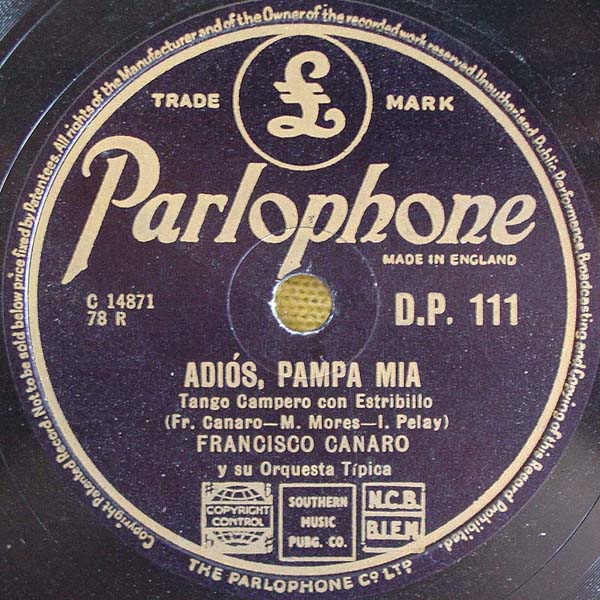 All rights of the Manufacturer and of the Owner of the recorded work reserved. Unauthorised Public Performance, Broadcasting and Copying of this Record Prohibited.
Copyright Patented Record. Not to be sold below price fixed by Patentees.
TRADE £ MARK
Parlophone
MADE IN ENGLAND
C 14871
78 R
D.P. 111
ADIÓS, PAMPA MIA
Tango Campero con Estribillo
(Fr. Canaro—M. Mores—I. Pelay)
FRANCISCO CANARO
y su Orquesta Típica
COPYRIGHT
CONTROL
SOUTHERN
MUSIC
PUBG. CO.
N.C.B.
B.I.E.M
THE PARLOPHONE CO LTD